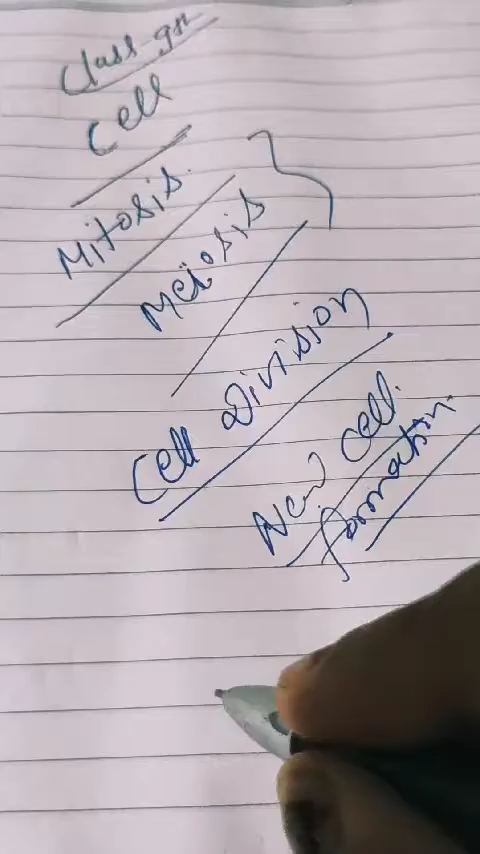 Class-9th
Cell
Mitosis.
Meiosis
Cell Division
New Cell.
formation.